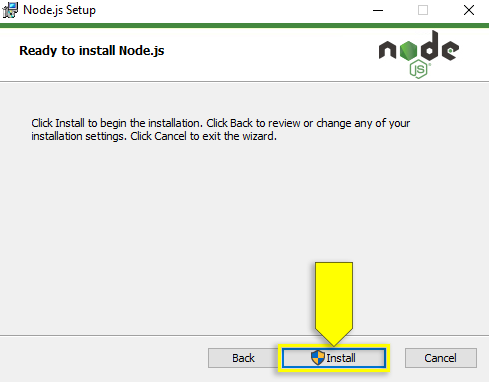 Node.js Setup
Ready to install Node.js
node
JS
Click Install to begin the installation. Click Back to review or change any of your
installation settings. Click Cancel to exit the wizard.
Back
Install
Cancel